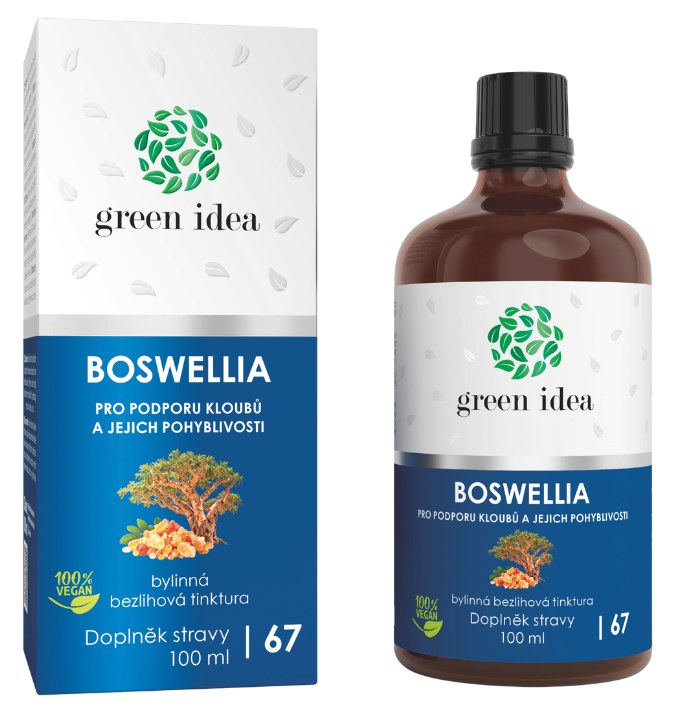 green idea
BOSWELLIA
PRO PODPORU KLOUBŮ
A JEJICH POHYBLIVOSTI
100%
VEGAN
bylinná
bezlihová tinktura
Doplněk stravy
100 ml
67
green idea
BOSWELLIA
PRO PODPORU KLOUBŮ A JEJICH POHYBLIVOSTI
100%
VEGAN
bylinná bezlihová tinktura
Doplněk stravy
100 ml
67